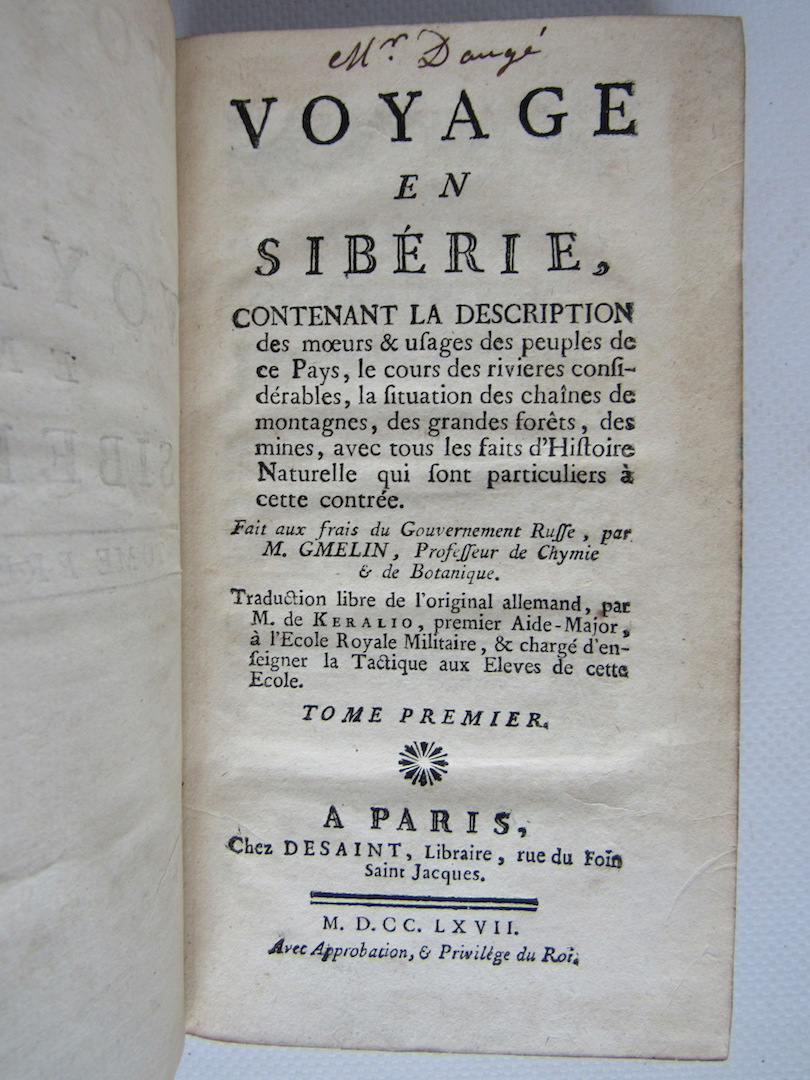 Mr. Daugé
VOYAGE
EN
SIBÉRIE,
CONTENANT LA DESCRIPTION
des mœurs & uſages des peuples de
ce Pays, le cours des rivieres conſi-
dérables, la ſituation des chaînes de
montagnes, des grandes forêts, des
mines, avec tous les faits d'Hiſtoire
Naturelle qui ſont particuliers à
cette contrée.
Fait aux frais du Gouvernement Ruſſe, par
M. GMELIN, Profeſſeur de Chymie
& de Botanique.
Traduction libre de l'original allemand, par
M. de KERALIO, premier Aide-Major,
à l'Ecole Royale Militaire, & chargé d'en-
ſeigner la Tactique aux Eleves de cette
Ecole.
TOME PREMIER.
A PARIS,
Chez DESAINT, Libraire, rue du Foin
Saint Jacques.
M. D.CC. LXVII.
Avec Approbation, & Privilége du Roi.